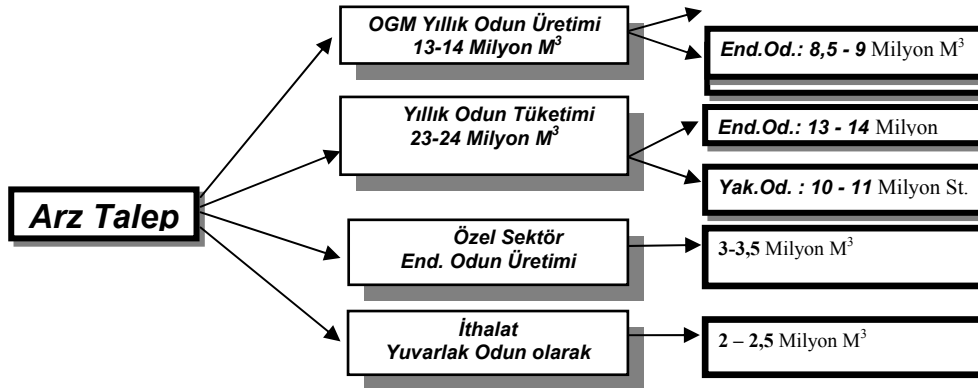 OGM Yıllık Odun Üretimi
13-14 Milyon M³
End.Od.: 8,5 - 9 Milyon M³
Yıllık Odun Tüketimi
23-24 Milyon M³
End.Od.: 13 - 14 Milyon
Yak.Od. : 10 - 11 Milyon St.
Arz Talep
Özel Sektör
End. Odun Üretimi
3-3,5 Milyon M³
İthalat
Yuvarlak Odun olarak
2 – 2,5 Milyon M³